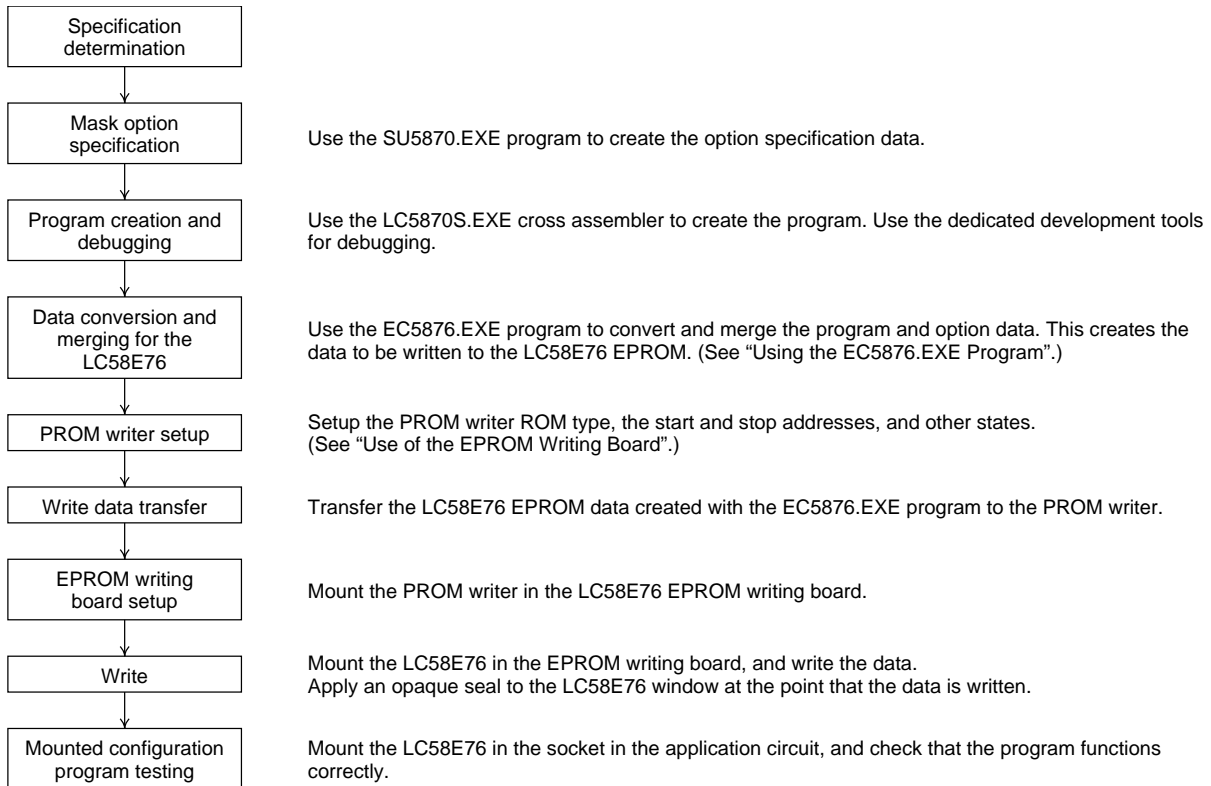 Specification
determination
Mask option
specification
Use the SU5870.EXE program to create the option specification data.
Program creation and
debugging
Use the LC5870S.EXE cross assembler to create the program. Use the dedicated development tools
for debugging.
Data conversion and
merging for the
LC58E76
Use the EC5876.EXE program to convert and merge the program and option data. This creates the
data to be written to the LC58E76 EPROM. (See “Using the EC5876.EXE Program”.)
PROM writer setup
Setup the PROM writer ROM type, the start and stop addresses, and other states.
(See “Use of the EPROM Writing Board”.)
Write data transfer
Transfer the LC58E76 EPROM data created with the EC5876.EXE program to the PROM writer.
EPROM writing
board setup
Mount the PROM writer in the LC58E76 EPROM writing board.
Write
Mount the LC58E76 in the EPROM writing board, and write the data.
Apply an opaque seal to the LC58E76 window at the point that the data is written.
Mounted configuration
program testing
Mount the LC58E76 in the socket in the application circuit, and check that the program functions
correctly.